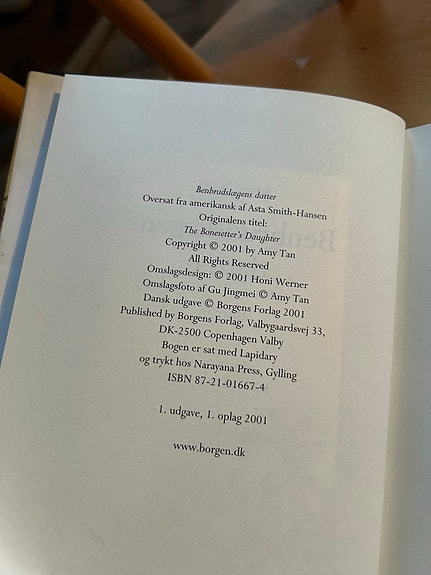 Benbrudslægens datter
Oversat fra amerikansk af Asta Smith-Hansen
Originalens titel:
The Bonesetter's Daughter
Copyright © 2001 by Amy Tan
All Rights Reserved
Omslagsdesign: © 2001 Honi Werner
Omslagsfoto af Gu Jingmei © Amy Tan
Dansk udgave © Borgens Forlag 2001
Published by Borgens Forlag, Valbygaardsvej 33,
DK-2500 Copenhagen Valby
Bogen er sat med Lapidary
og trykt hos Narayana Press, Gylling
ISBN 87-21-01667-4
1. udgave, 1. oplag 2001
www.borgen.dk